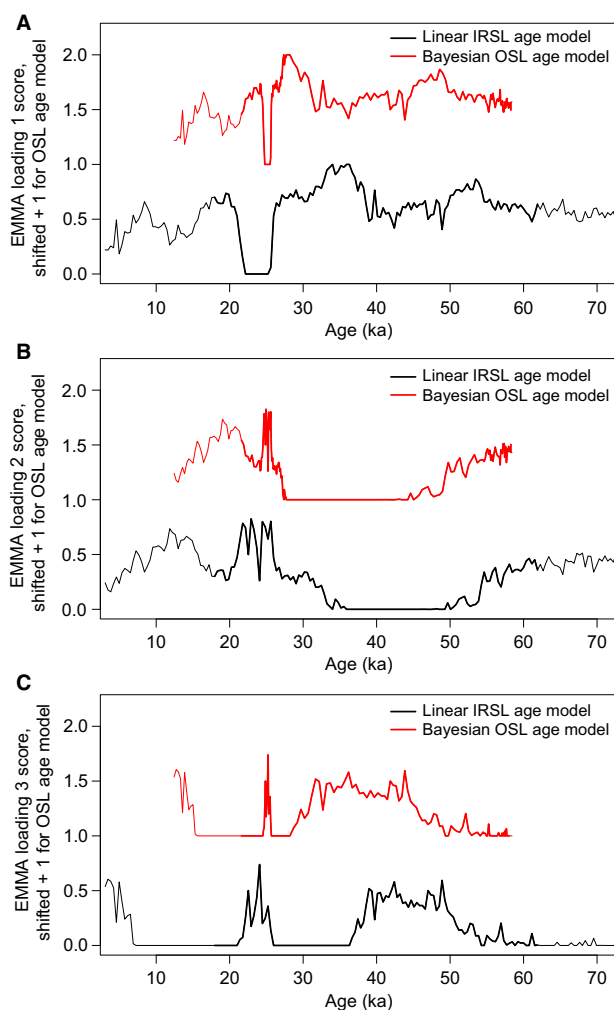 A
EMMA loading 1 score,
shifted + 1 for OSL age model
Linear IRSL age model
Bayesian OSL age model
2.0
1.5
1.0
0.5
0.0
10 20 30 40 50 60 70
Age (ka)
B
EMMA loading 2 score,
shifted + 1 for OSL age model
Linear IRSL age model
Bayesian OSL age model
2.0
1.5
1.0
0.5
0.0
10 20 30 40 50 60 70
Age (ka)
C
EMMA loading 3 score,
shifted + 1 for OSL age model
Linear IRSL age model
Bayesian OSL age model
2.0
1.5
1.0
0.5
0.0
10 20 30 40 50 60 70
Age (ka)